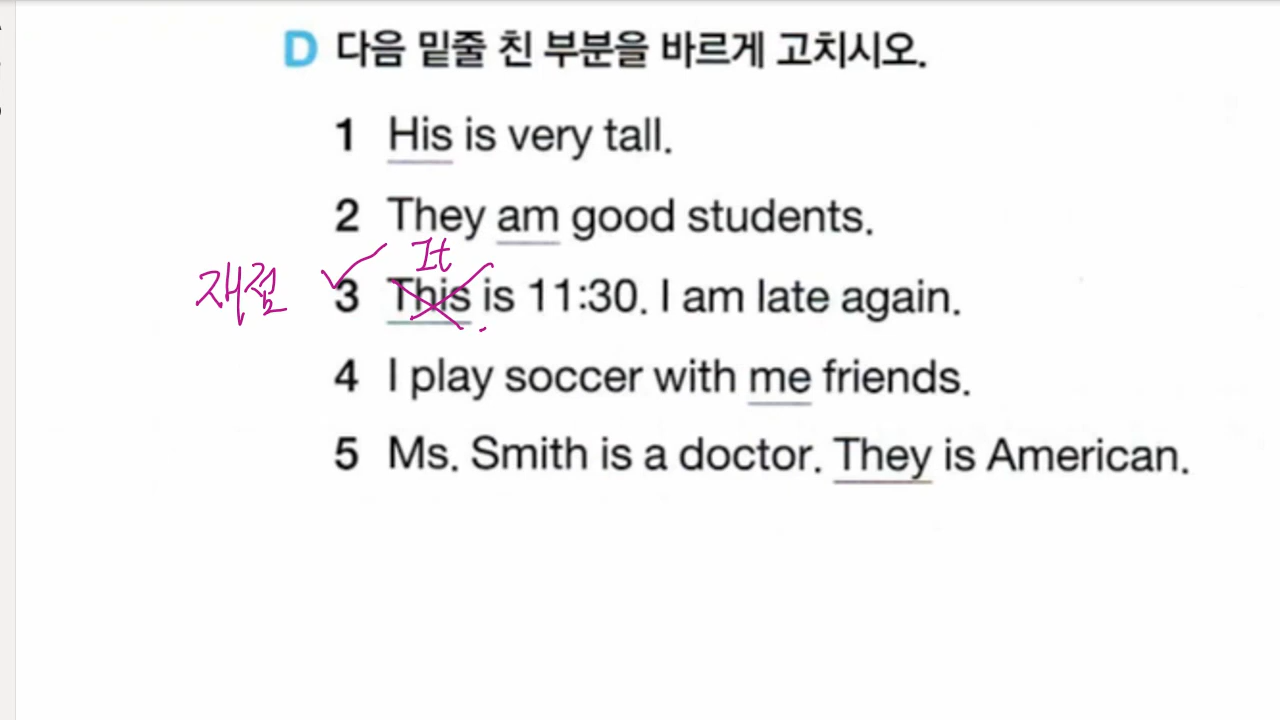 D 다음 밑줄 친 부분을 바르게 고치시오.
1 His is very tall.
2 They am good students.
It
재점 3 This is 11:30. I am late again.
4 I play soccer with me friends.
5 Ms. Smith is a doctor. They is American.